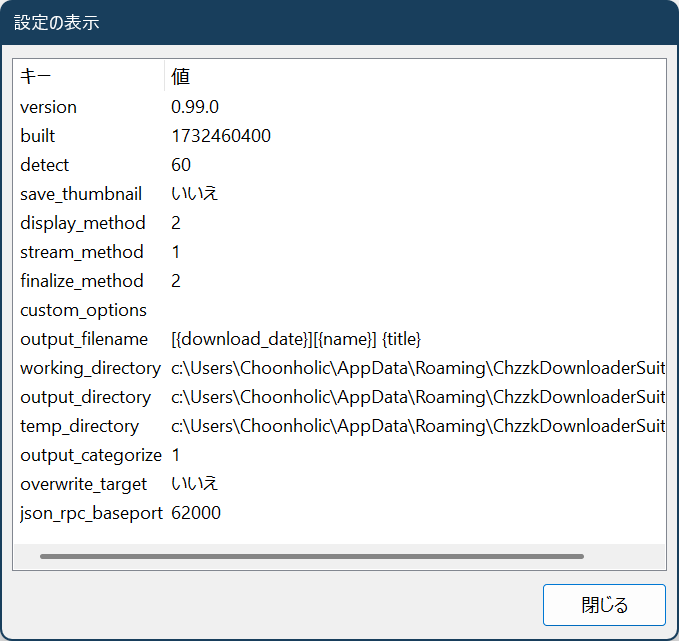 設定の表示
キー 値
version 0.99.0
built 1732460400
detect 60
save_thumbnail いいえ
display_method 2
stream_method 1
finalize_method 2
custom_options
output_filename [{download_date}][{name}] {title}
working_directory c:\Users\Choonholic\AppData\Roaming\ChzzkDownloaderSuit
output_directory c:\Users\Choonholic\AppData\Roaming\ChzzkDownloaderSuit
temp_directory c:\Users\Choonholic\AppData\Roaming\ChzzkDownloaderSuit
output_categorize 1
overwrite_target いいえ
json_rpc_baseport 62000
閉じる